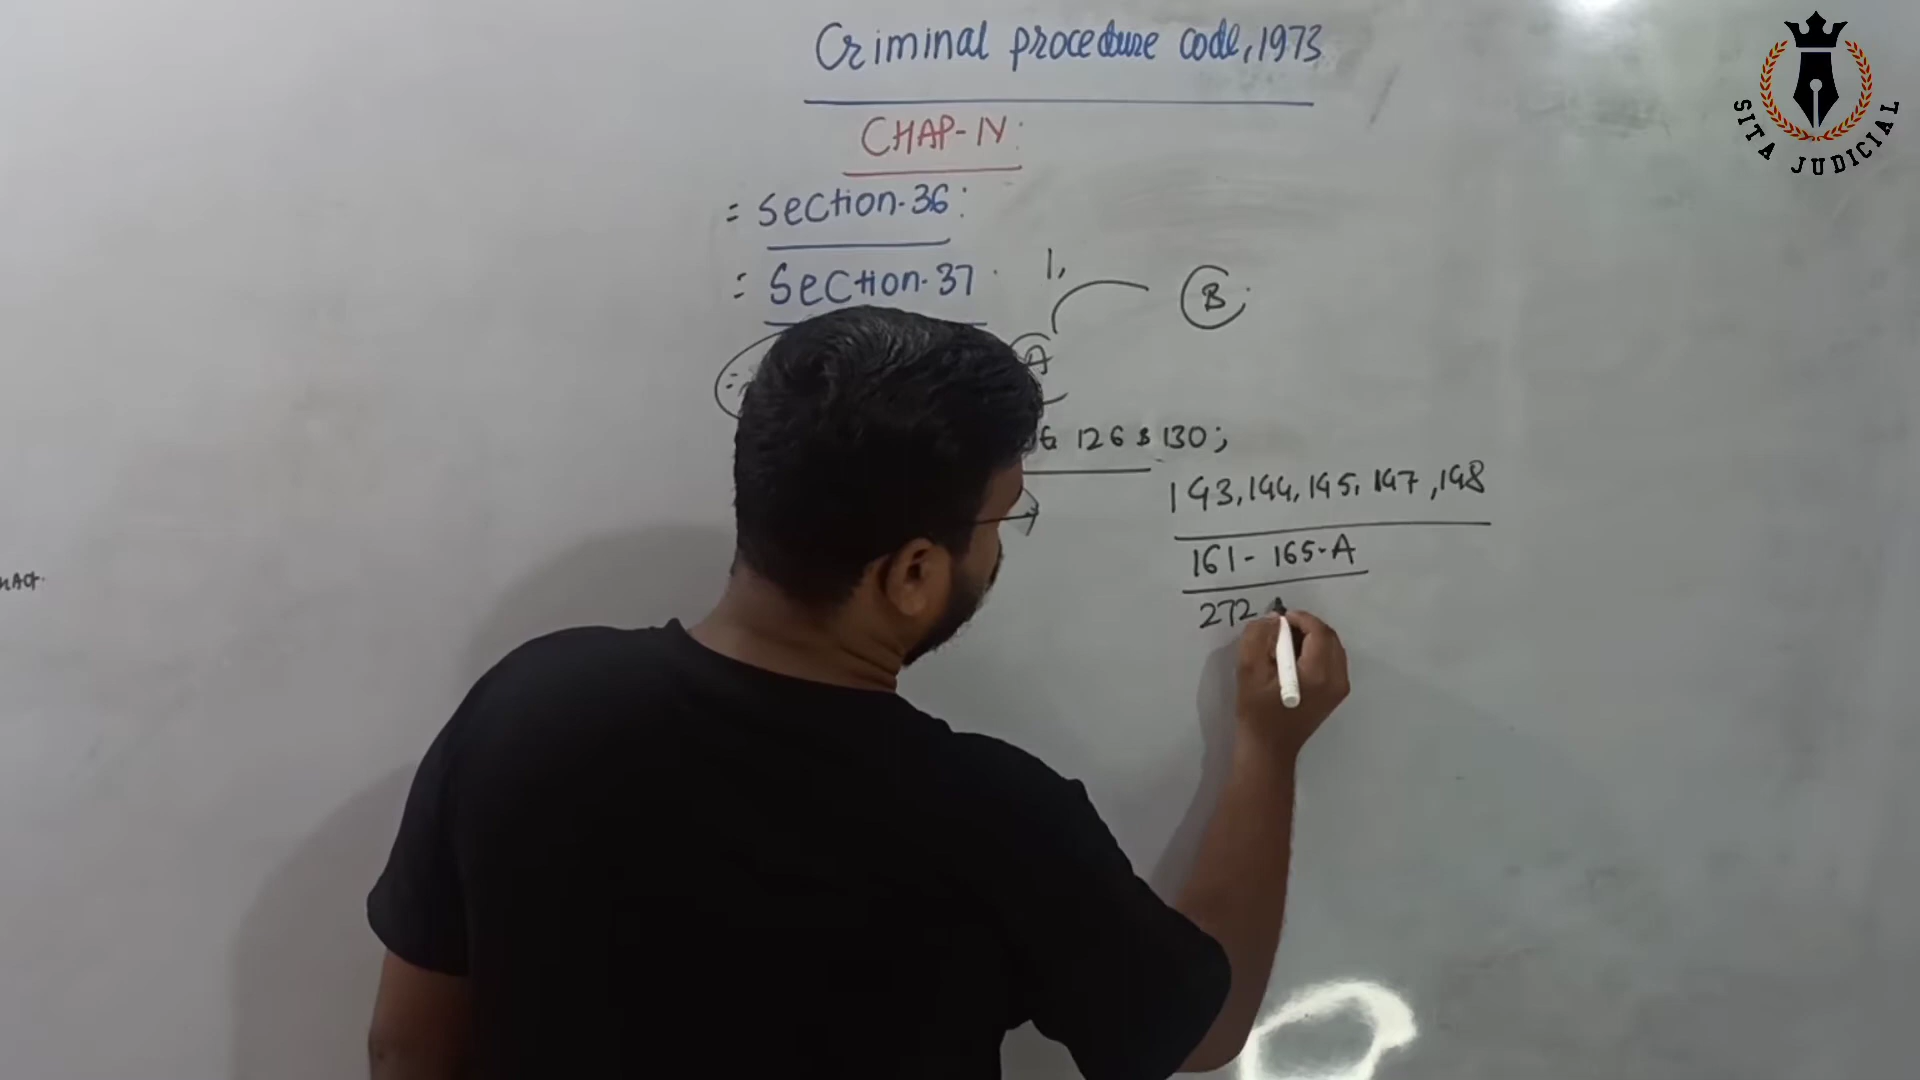 Criminal procedure code, 1973
CHAP-IV:
= Section.36:
= Section.37
1,
B
A
126 & 130;
143, 144, 145, 147, 148
161 - 165-A
272
SITA JUDICIAL